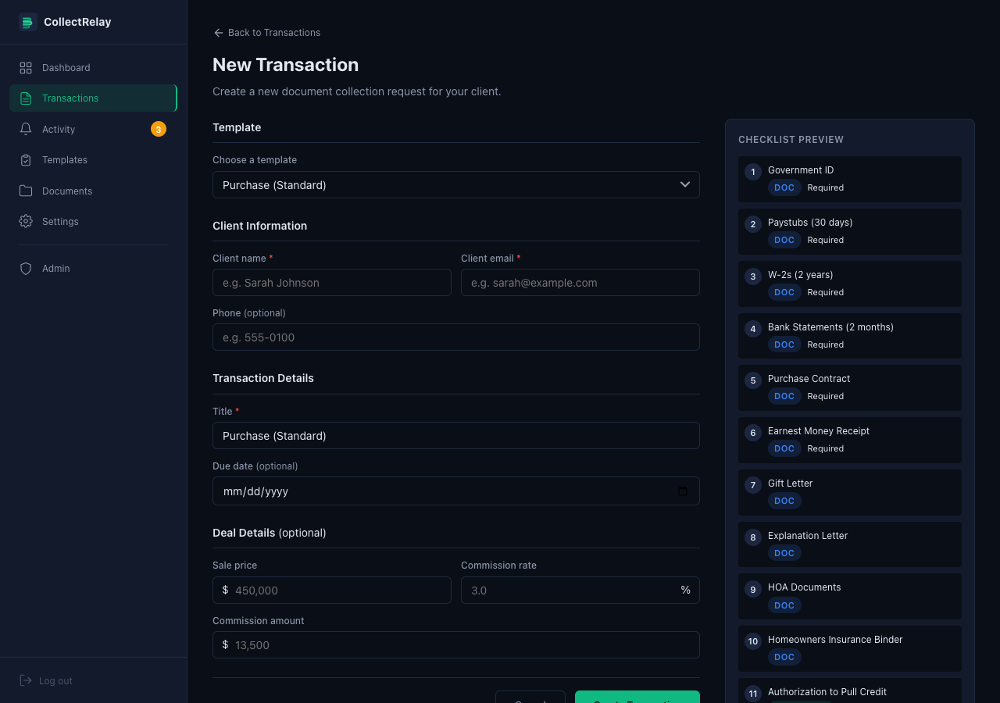 CollectRelay
Dashboard
Transactions
Activity
3
Templates
Documents
Settings
Admin
Log out
Back to Transactions
New Transaction
Create a new document collection request for your client.
Template
Choose a template
Purchase (Standard)
Client Information
Client name *
Client email *
e.g. Sarah Johnson
e.g. sarah@example.com
Phone (optional)
e.g. 555-0100
Transaction Details
Title *
Purchase (Standard)
Due date (optional)
mm/dd/yyyy
Deal Details (optional)
Sale price
Commission rate
$ 450,000
3.0 %
Commission amount
$ 13,500
CHECKLIST PREVIEW
1 Government ID
DOC Required
2 Paystubs (30 days)
DOC Required
3 W-2s (2 years)
DOC Required
4 Bank Statements (2 months)
DOC Required
5 Purchase Contract
DOC Required
6 Earnest Money Receipt
DOC Required
7 Gift Letter
DOC
8 Explanation Letter
DOC
9 HOA Documents
DOC
10 Homeowners Insurance Binder
DOC
11 Authorization to Pull Credit